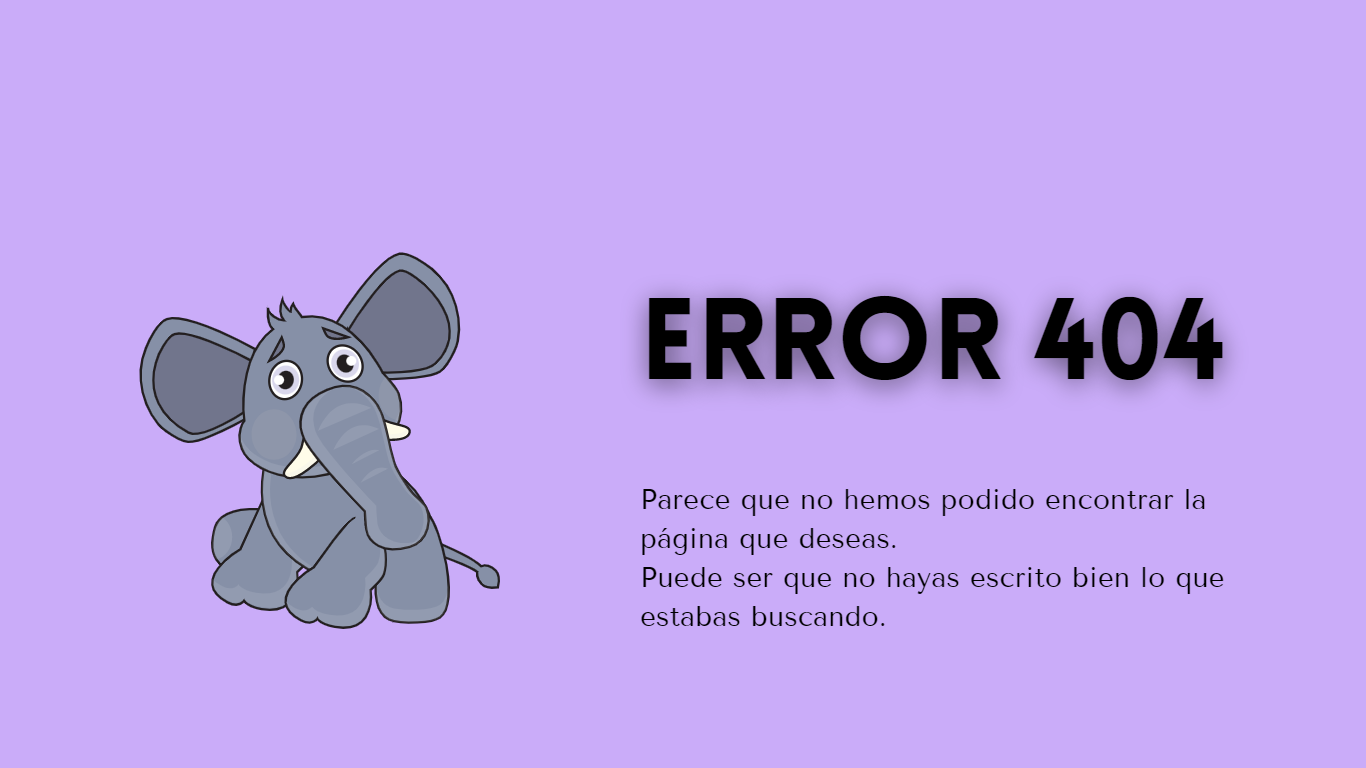 ERROR 404
Parece que no hemos podido encontrar la
página que deseas.
Puede ser que no hayas escrito bien lo que
estabas buscando.